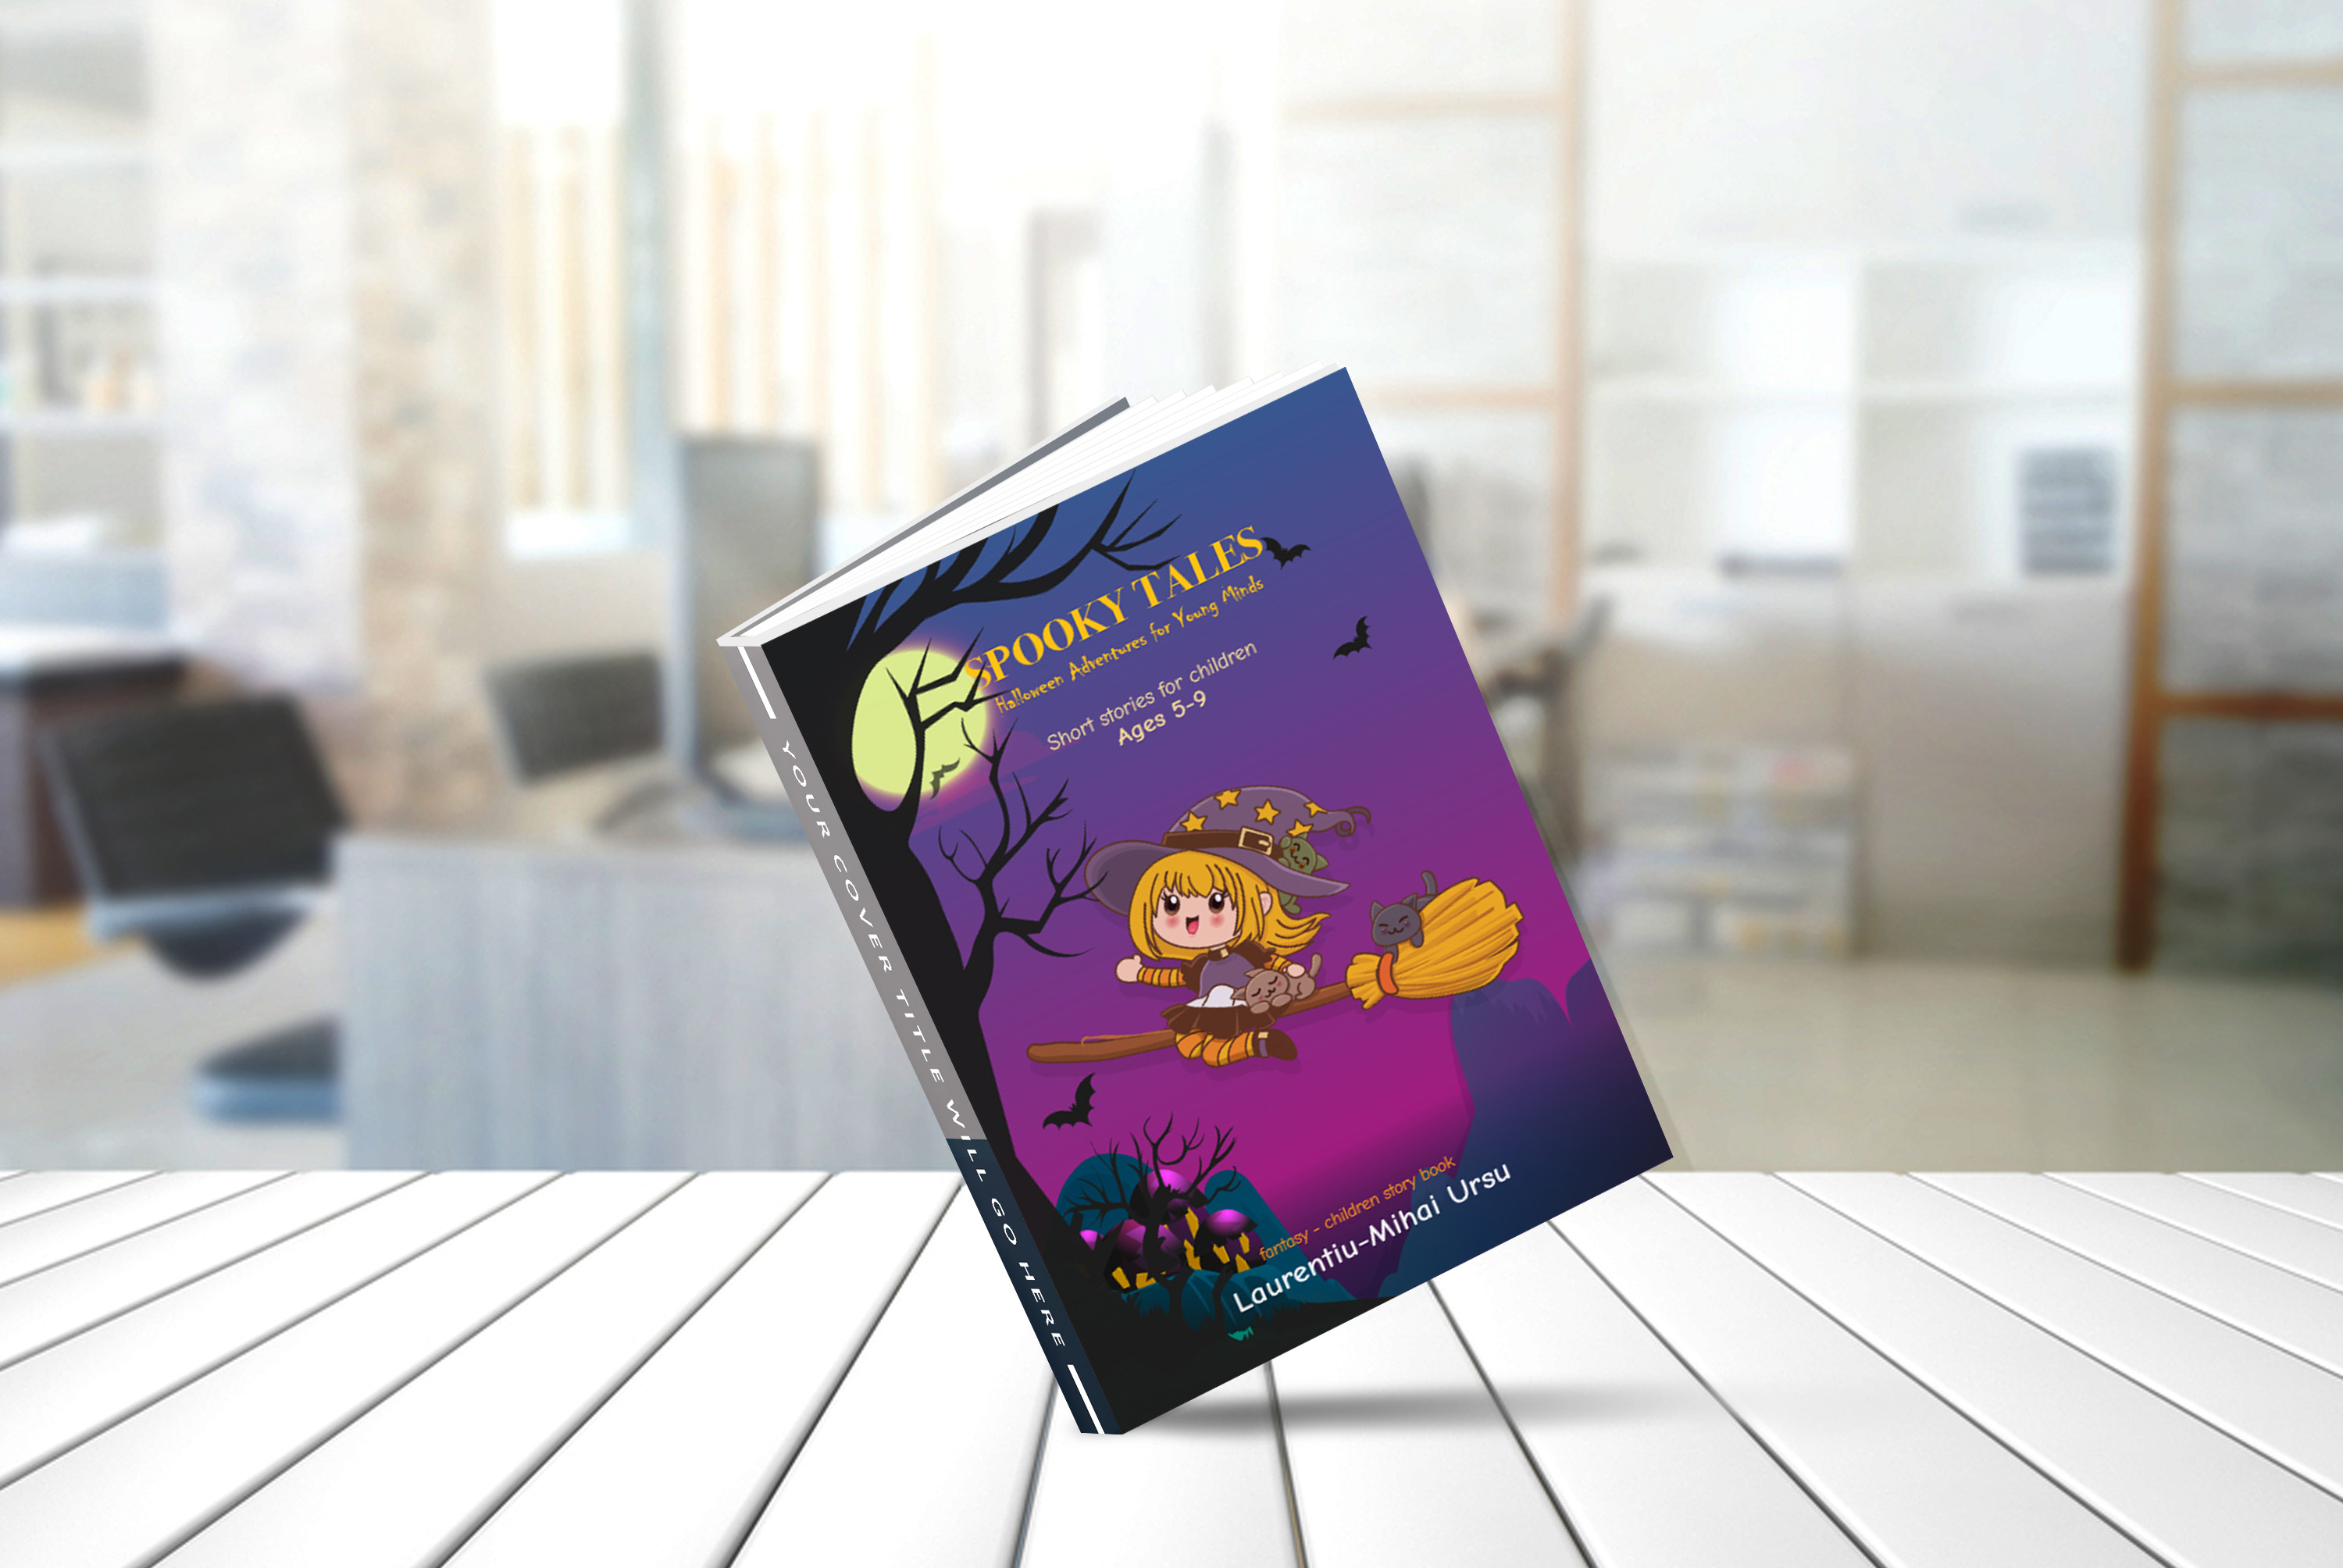 SPOOKY TALES
Halloween Adventures for Young Minds
Short stories for children
Ages 5-9
fantasy - children story book
Laurentiu-Mihai Ursu
YOUR COVER TITLE WILL GO HERE